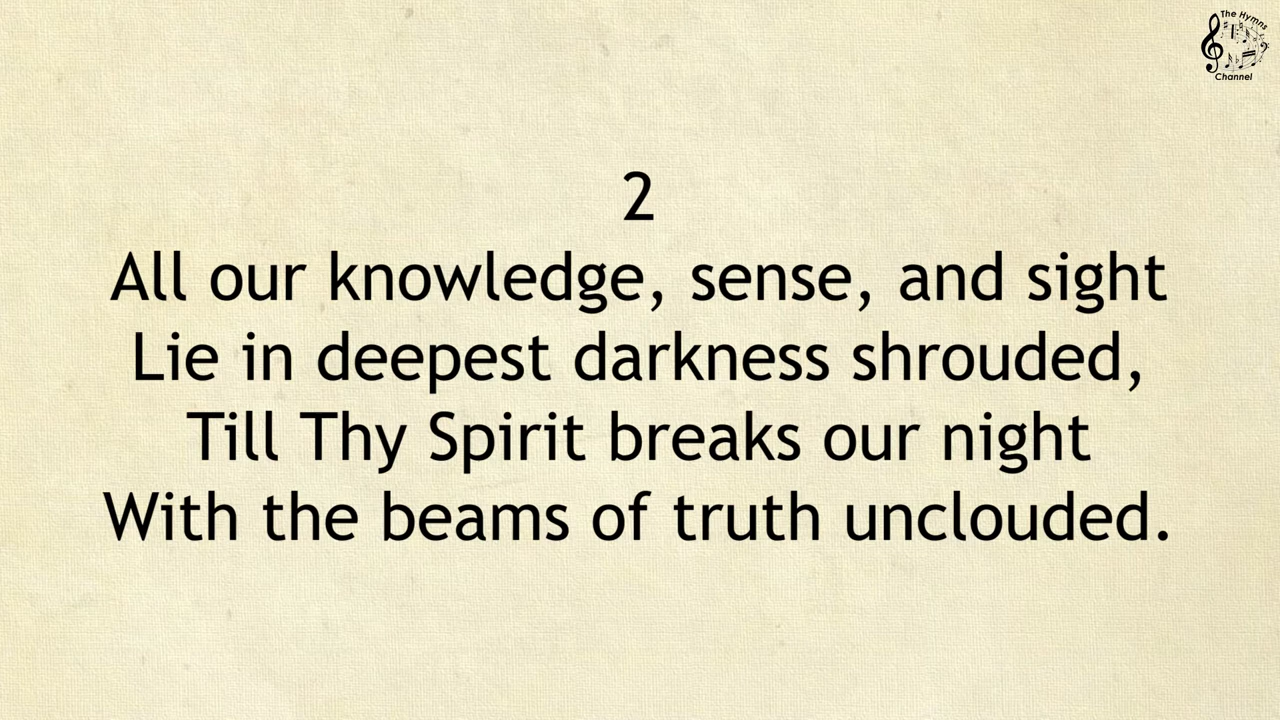 The Hymns
Channel
2
All our knowledge, sense, and sight
Lie in deepest darkness shrouded,
Till Thy Spirit breaks our night
With the beams of truth unclouded.